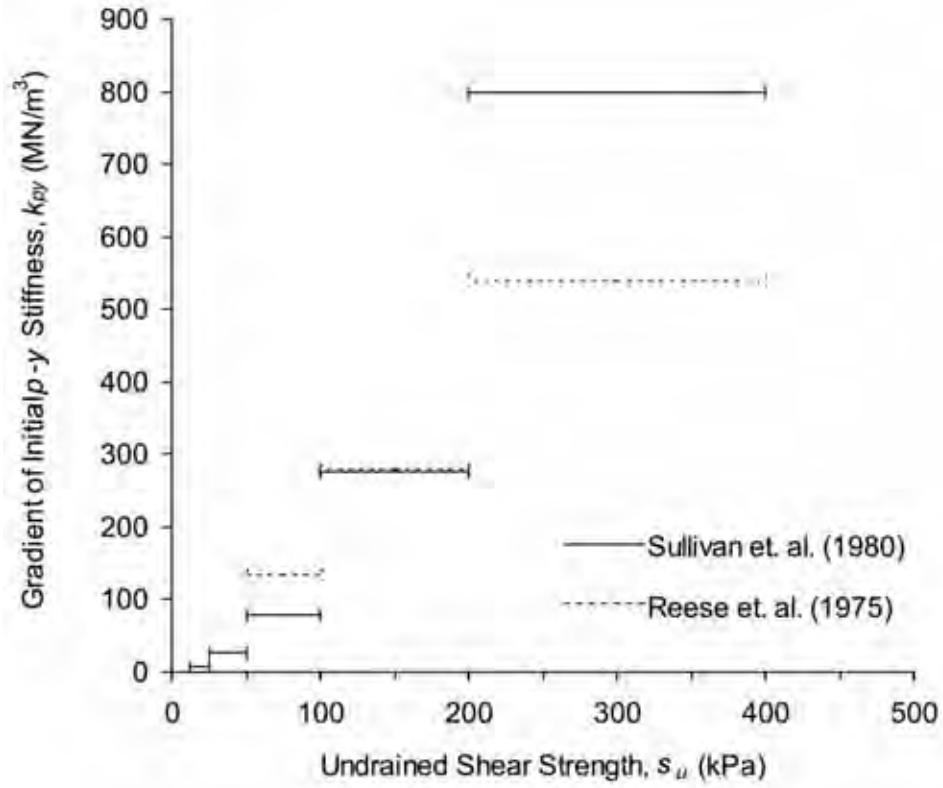 Gradient of Initial p-y Stiffness, kpy (MN/m³)
900
800
700
600
500
400
300
200
100
0
0 100 200 300 400 500
Undrained Shear Strength, su (kPa)
Sullivan et. al. (1980)
Reese et. al. (1975)